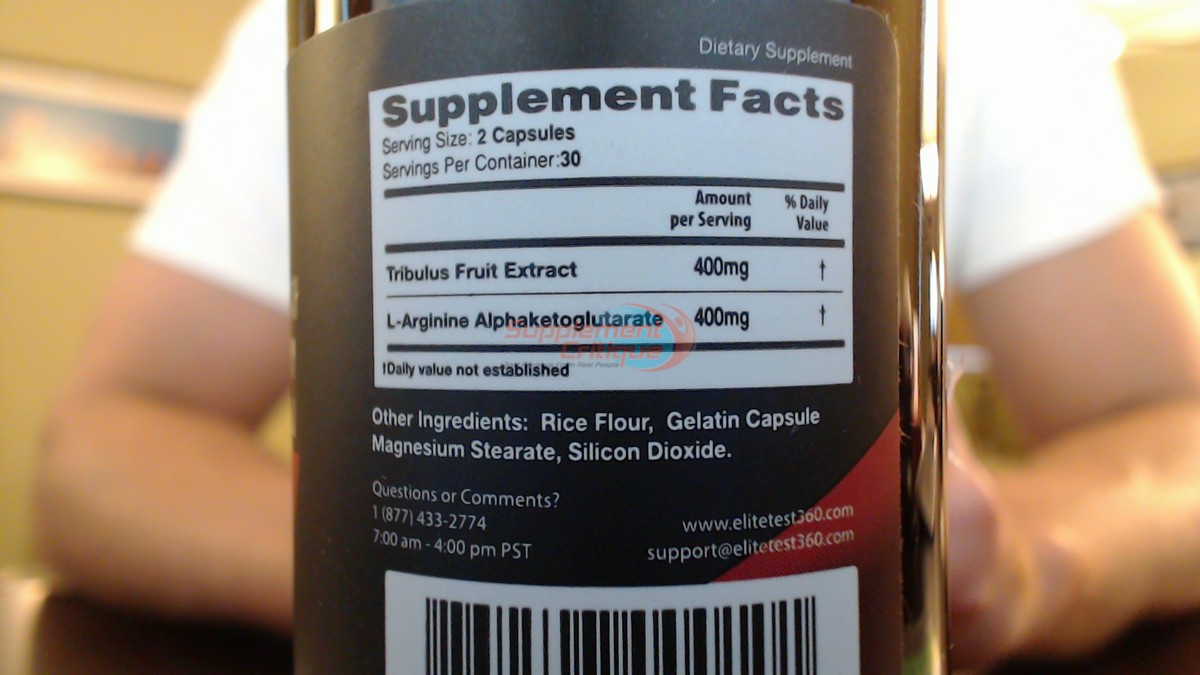 Dietary Supplement
Supplement Facts
Serving Size: 2 Capsules
Servings Per Container:30
Amount per Serving
% Daily Value
Tribulus Fruit Extract 400mg †
L-Arginine Alphaketoglutarate 400mg †
Supplement
Critique
Real People
†Daily value not established
Other Ingredients: Rice Flour, Gelatin Capsule
Magnesium Stearate, Silicon Dioxide.
Questions or Comments?
1 (877) 433-2774
7:00 am - 4:00 pm PST
www.elitetest360.com
support@elitetest360.com